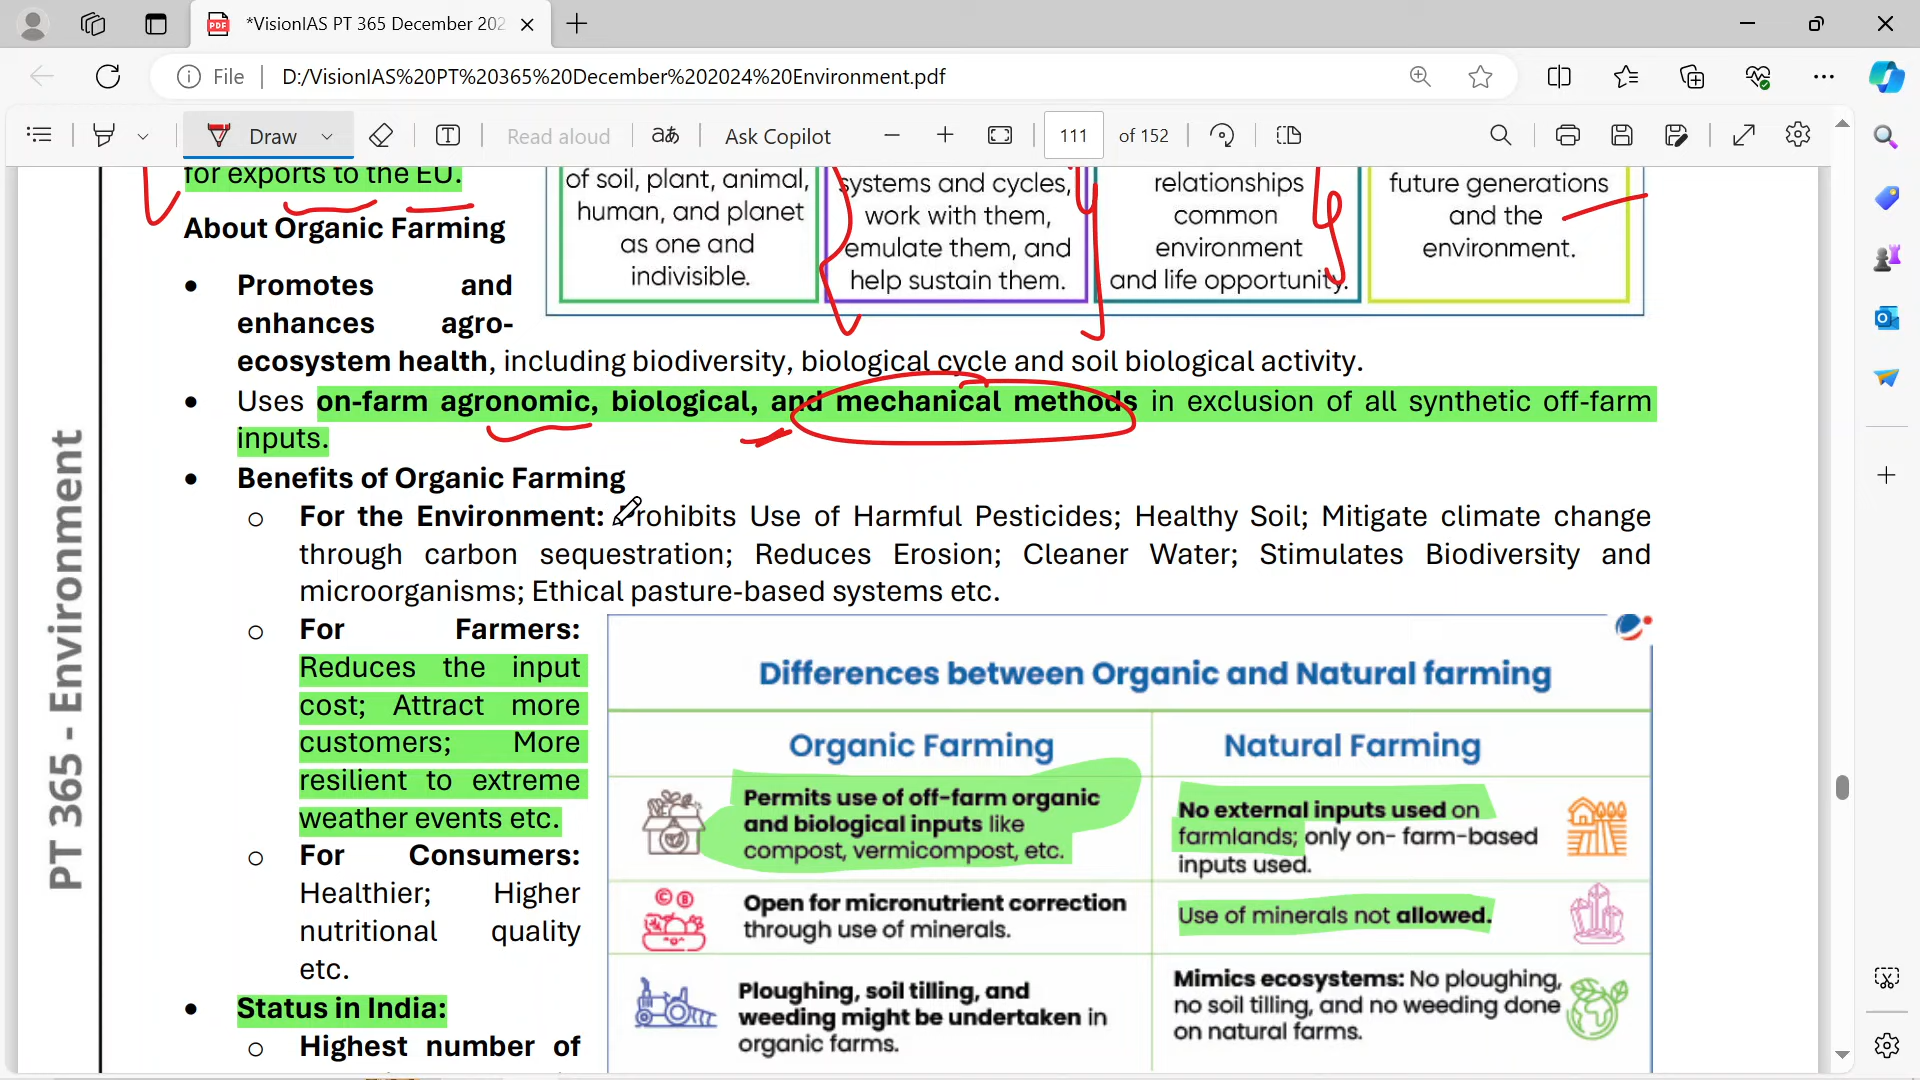 *VisionIAS PT 365 December 202
File
D:/VisionIAS%20PT%20365%20December%202024%20Environment.pdf
Draw
Read aloud
aあ
Ask Copilot
111
of 152
for exports to the EU.
About Organic Farming
of soil, plant, animal,
human, and planet
as one and
indivisible.
systems and cycles,
work with them,
emulate them, and
help sustain them.
relationships
common
environment
and life opportunity.
future generations
and the
environment.
• Promotes and
enhances agro-
ecosystem health, including biodiversity, biological cycle and soil biological activity.
• Uses on-farm agronomic, biological, and mechanical methods in exclusion of all synthetic off-farm
inputs.
• Benefits of Organic Farming
o For the Environment: Prohibits Use of Harmful Pesticides; Healthy Soil; Mitigate climate change
through carbon sequestration; Reduces Erosion; Cleaner Water; Stimulates Biodiversity and
microorganisms; Ethical pasture-based systems etc.
o For Farmers:
Reduces the input
cost; Attract more
customers; More
resilient to extreme
weather events etc.
o For Consumers:
Healthier; Higher
nutritional quality
etc.
• Status in India:
o Highest number of
Differences between Organic and Natural farming
Organic Farming
Natural Farming
Permits use of off-farm organic
and biological inputs like
compost, vermicompost, etc.
No external inputs used on
farmlands; only on- farm-based
inputs used.
© ®
Open for micronutrient correction
through use of minerals.
Use of minerals not allowed.
Ploughing, soil tilling, and
weeding might be undertaken in
organic farms.
Mimics ecosystems: No ploughing,
no soil tilling, and no weeding done
on natural farms.
PT 365 - Environment